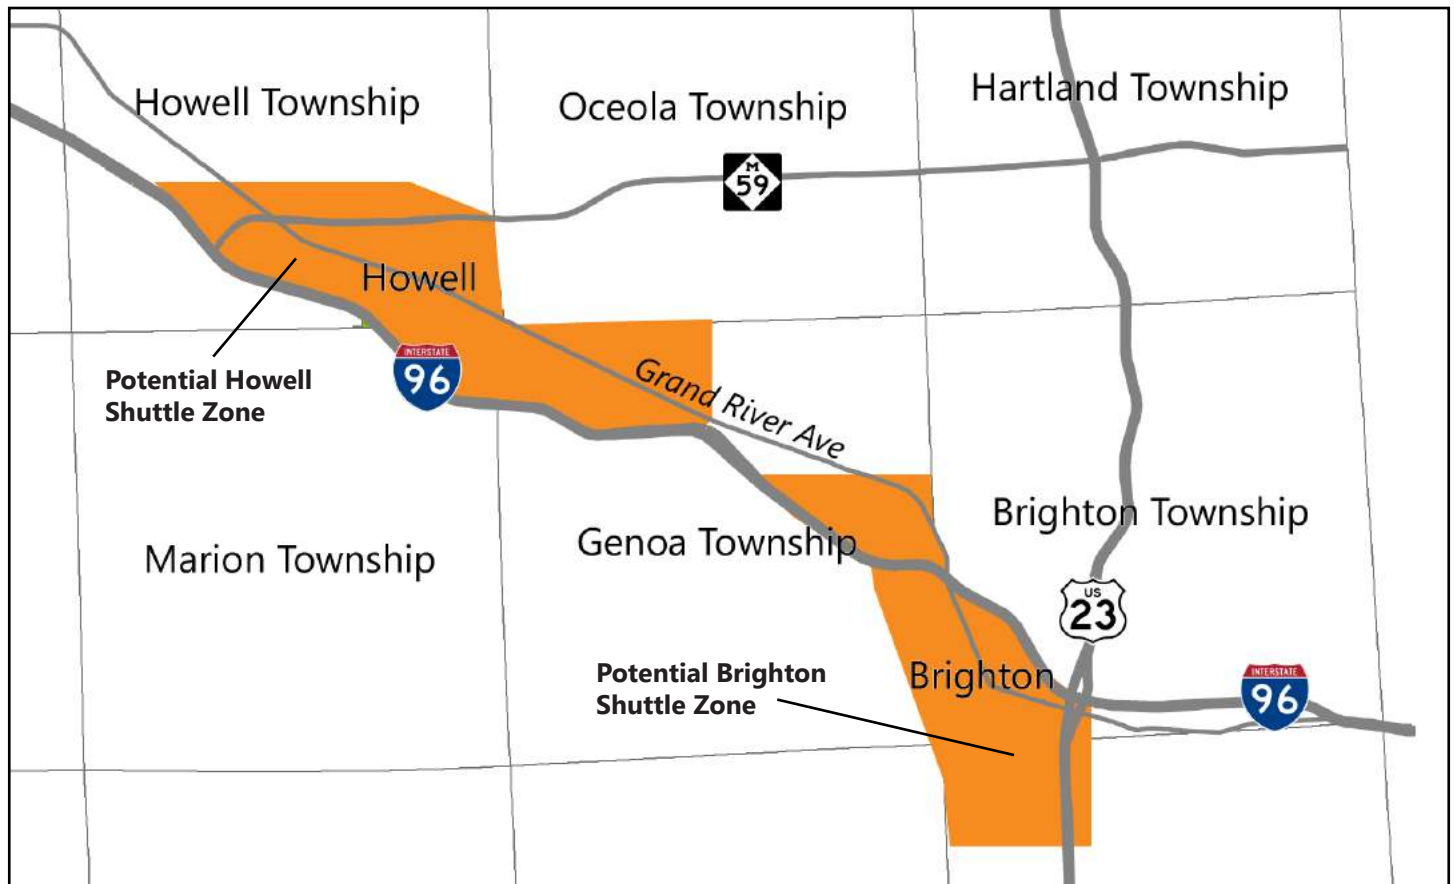 Howell Township
Oceola Township
Hartland Township
M
59
Howell
INTERSTATE
96
Potential Howell
Shuttle Zone
Grand River Ave
Marion Township
Genoa Township
Brighton Township
US
23
Potential Brighton
Shuttle Zone
Brighton
INTERSTATE
96